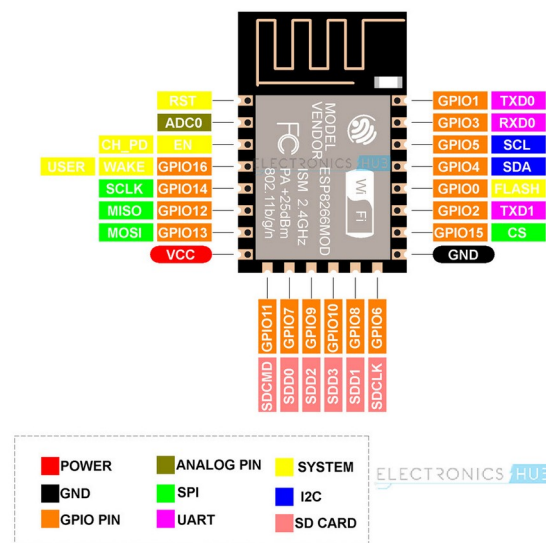 RST
ADC0
CH_PD EN
USER WAKE GPIO16
SCLK GPIO14
MISO GPIO12
MOSI GPIO13
VCC
MODEL
VENDOR ESP8266MOD
ISM 2.4GHz
PA +25dBm
802.11b/g/n
FC
Wi Fi
ELECTRONICS HUB
GPIO1 TXD0
GPIO3 RXD0
GPIO5 SCL
GPIO4 SDA
GPIO0 FLASH
GPIO2 TXD1
GPIO15 CS
GND
GPIO11 GPIO7 GPIO9 GPIO10 GPIO8 GPIO6
SDCMD SDD0 SDD2 SDD3 SDD1 SDCLK
POWER ANALOG PIN SYSTEM
GND SPI I2C
GPIO PIN UART SD CARD
ELECTRONICS HUB